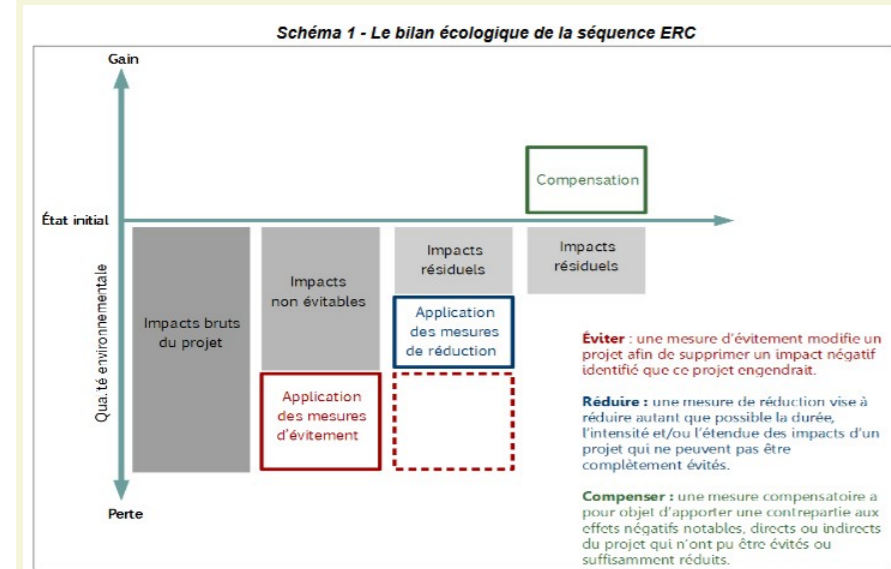 Schéma 1 - Le bilan écologique de la séquence ERC
Gain
Compensation
État initial
Qua. té environnementale
Impacts bruts
du projet
Impacts
non évitables
Impacts
résiduels
Impacts
résiduels
Application
des mesures
de réduction
Application
des mesures
d'évitement
Perte
Éviter : une mesure d'évitement modifie un
projet afin de supprimer un impact négatif
identifié que ce projet engendrait.
Réduire : une mesure de réduction vise à
réduire autant que possible la durée,
l'intensité et/ou l'étendue des impacts d'un
projet qui ne peuvent pas être
complètement évités.
Compenser : une mesure compensatoire a
pour objet d'apporter une contrepartie aux
effets négatifs notables, directs ou indirects
du projet qui n'ont pu être évités ou
suffisamment réduits.